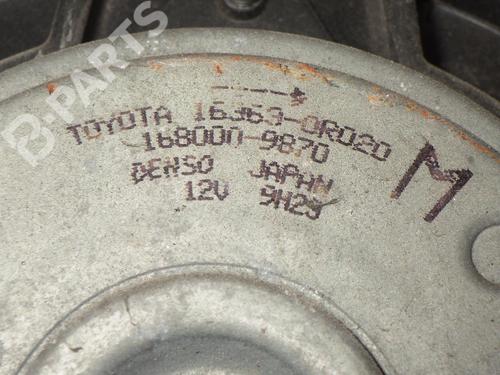 B-PARTS
TOYOTA 16363-0R020
168000-9870
DENSO JAPAN
12V 9H29
M